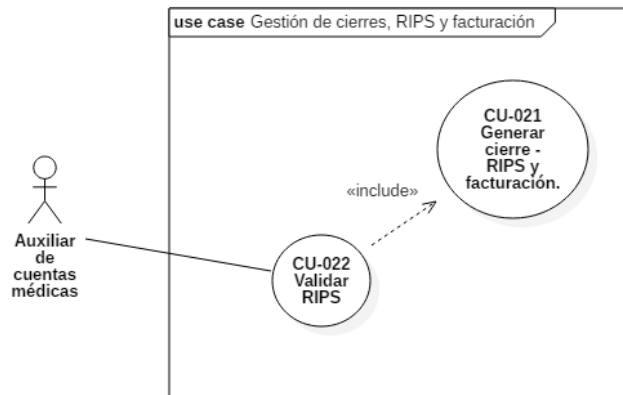 use case Gestión de cierres, RIPS y facturación
CU-021
Generar
cierre -
RIPS y
facturación.
«include»
Auxiliar
de
cuentas
médicas
CU-022
Validar
RIPS